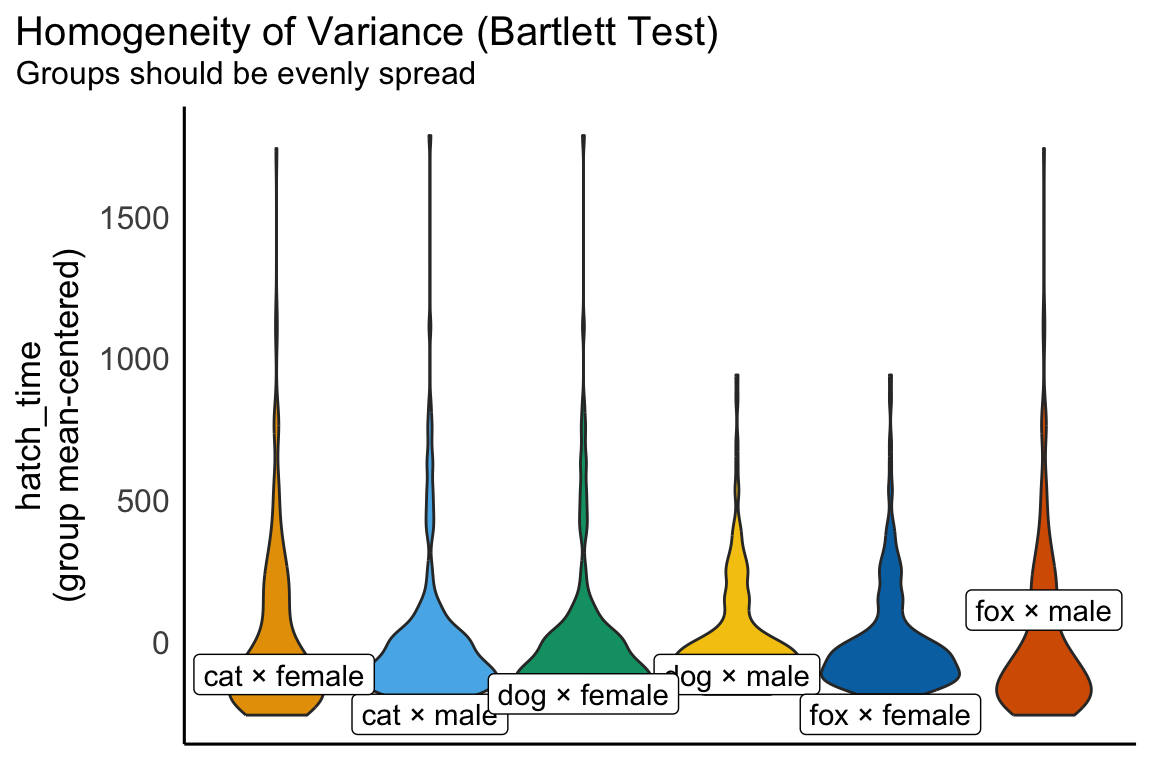 Homogeneity of Variance (Bartlett Test)
Groups should be evenly spread
hatch_time
(group mean-centered)
1500
1000
500
0
cat × female
cat × male
dog × female
dog × male
fox × female
fox × male